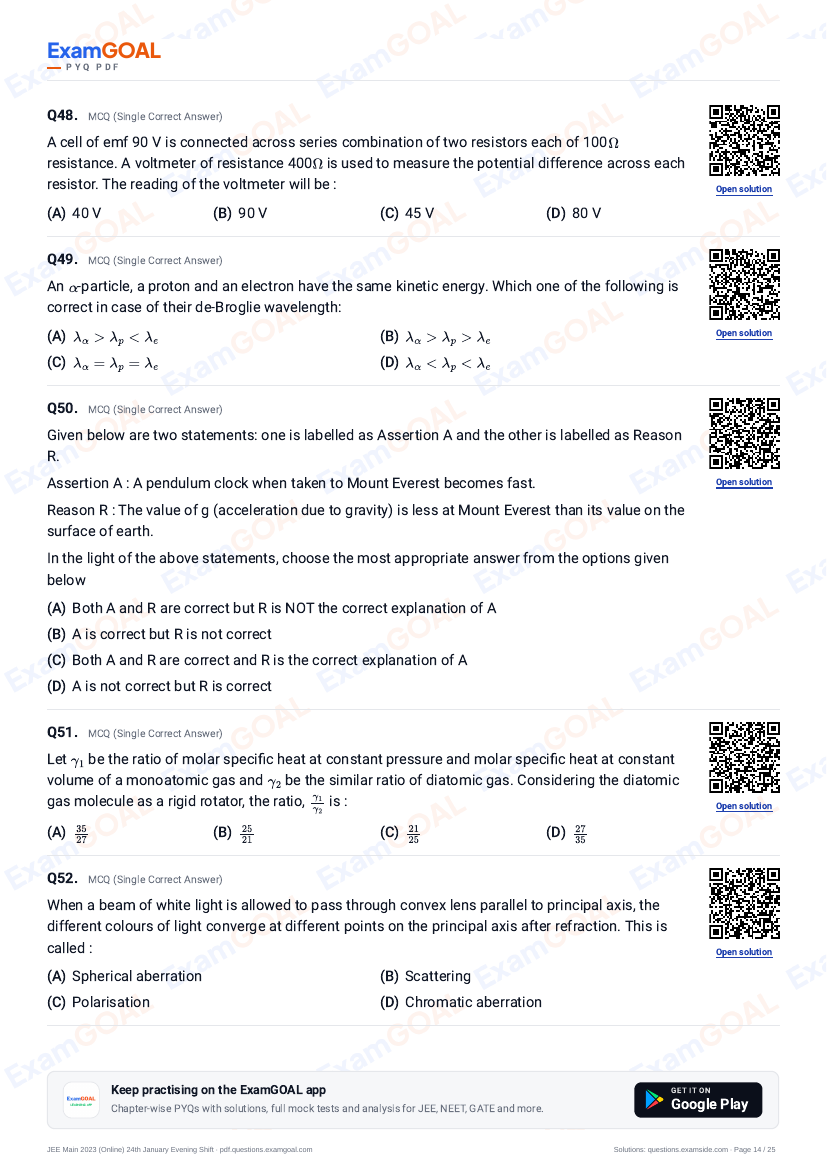 ExamGOAL
PYQ PDF
Q48. MCQ (Single Correct Answer)
A cell of emf 90 V is connected across series combination of two resistors each of 100Ω
resistance. A voltmeter of resistance 400Ω is used to measure the potential difference across each
resistor. The reading of the voltmeter will be :
(A) 40 V (B) 90 V (C) 45 V (D) 80 V
Open solution
Q49. MCQ (Single Correct Answer)
An α-particle, a proton and an electron have the same kinetic energy. Which one of the following is
correct in case of their de-Broglie wavelength:
(A) λα > λp < λe (B) λα > λp > λe
(C) λα = λp = λe (D) λα < λp < λe
Open solution
Q50. MCQ (Single Correct Answer)
Given below are two statements: one is labelled as Assertion A and the other is labelled as Reason
R.
Assertion A : A pendulum clock when taken to Mount Everest becomes fast.
Reason R : The value of g (acceleration due to gravity) is less at Mount Everest than its value on the
surface of earth.
In the light of the above statements, choose the most appropriate answer from the options given
below
(A) Both A and R are correct but R is NOT the correct explanation of A
(B) A is correct but R is not correct
(C) Both A and R are correct and R is the correct explanation of A
(D) A is not correct but R is correct
Open solution
Q51. MCQ (Single Correct Answer)
Let γ1 be the ratio of molar specific heat at constant pressure and molar specific heat at constant
volume of a monoatomic gas and γ2 be the similar ratio of diatomic gas. Considering the diatomic
gas molecule as a rigid rotator, the ratio, γ1/γ2 is :
(A) 35/27 (B) 25/21 (C) 21/25 (D) 27/35
Open solution
Q52. MCQ (Single Correct Answer)
When a beam of white light is allowed to pass through convex lens parallel to principal axis, the
different colours of light converge at different points on the principal axis after refraction. This is
called :
(A) Spherical aberration (B) Scattering
(C) Polarisation (D) Chromatic aberration
Open solution
ExamGOAL
Keep practising on the ExamGOAL app
Chapter-wise PYQs with solutions, full mock tests and analysis for JEE, NEET, GATE and more.
GET IT ON
Google Play
JEE Main 2023 (Online) 24th January Evening Shift · pdf.questions.examgoal.com Solutions: questions.examside.com · Page 14 / 25